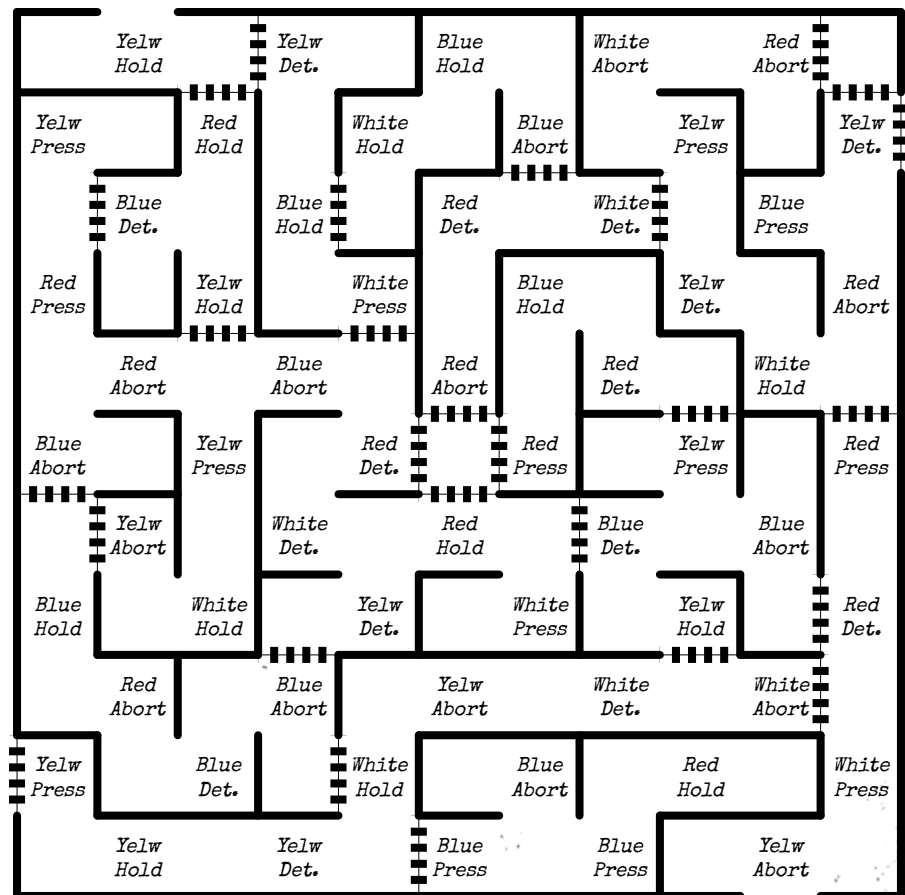 Yelw Hold
Yelw Det.
Blue Hold
White Abort
Red Abort
Yelw Press
Red Hold
White Hold
Blue Abort
Yelw Press
Yelw Det.
Blue Det.
Blue Hold
Red Det.
White Det.
Blue Press
Red Press
Yelw Hold
White Press
Blue Hold
Yelw Det.
Red Abort
Red Abort
Blue Abort
Red Abort
Red Det.
White Hold
Blue Abort
Yelw Press
Red Det.
Red Press
Yelw Press
Red Press
Yelw Abort
White Det.
Red Hold
Blue Det.
Blue Abort
Blue Hold
White Hold
Yelw Det.
White Press
Yelw Hold
Red Det.
Red Abort
Blue Abort
Yelw Abort
White Det.
White Abort
Yelw Press
Blue Det.
White Hold
Blue Abort
Red Hold
White Press
Yelw Hold
Yelw Det.
Blue Press
Blue Press
Yelw Abort